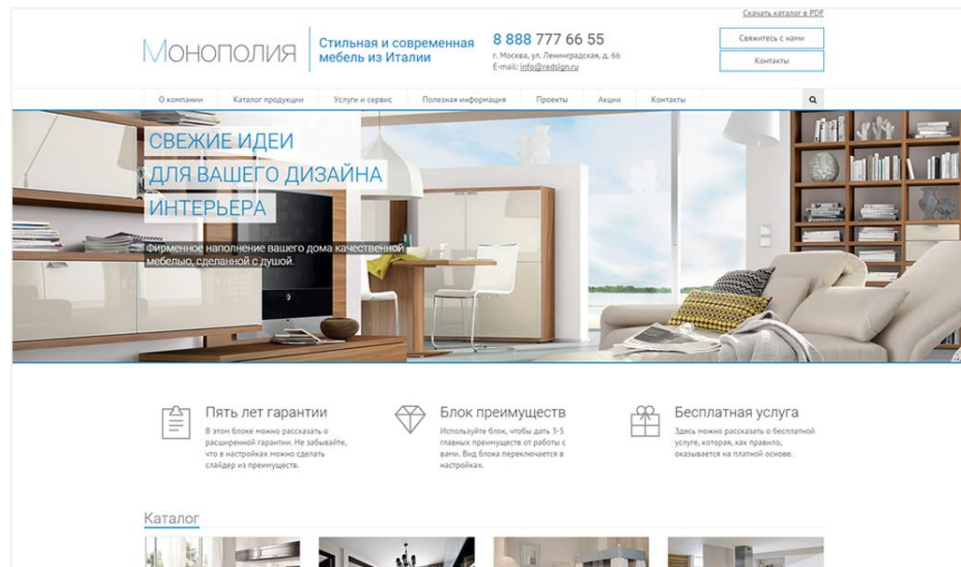 Скачать каталог в PDF
Монополия
Стильная и современная
мебель из Италии
8 888 777 66 55
г. Москва, ул. Ленинградская, д. 66
E-mail: info@redsign.ru
Свяжитесь с нами
Контакты
О компании Каталог продукции Услуги и сервис Полезная информация Проекты Акции Контакты
СВЕЖИЕ ИДЕИ
ДЛЯ ВАШЕГО ДИЗАЙНА
ИНТЕРЬЕРА
Фирменное наполнение вашего дома качественной
мебелью, сделанной с душой.
Пять лет гарантии
В этом блоке можно рассказать о
расширенной гарантии. Не забывайте,
что в настройках можно сделать
слайдер из преимуществ.
Блок преимуществ
Используйте блок, чтобы дать 3-5
главных преимуществ от работы с
вами. Вид блока переключается в
настройках.
Бесплатная услуга
Здесь можно рассказать о бесплатной
услуге, которая, как правило,
оказывается на платной основе.
Каталог